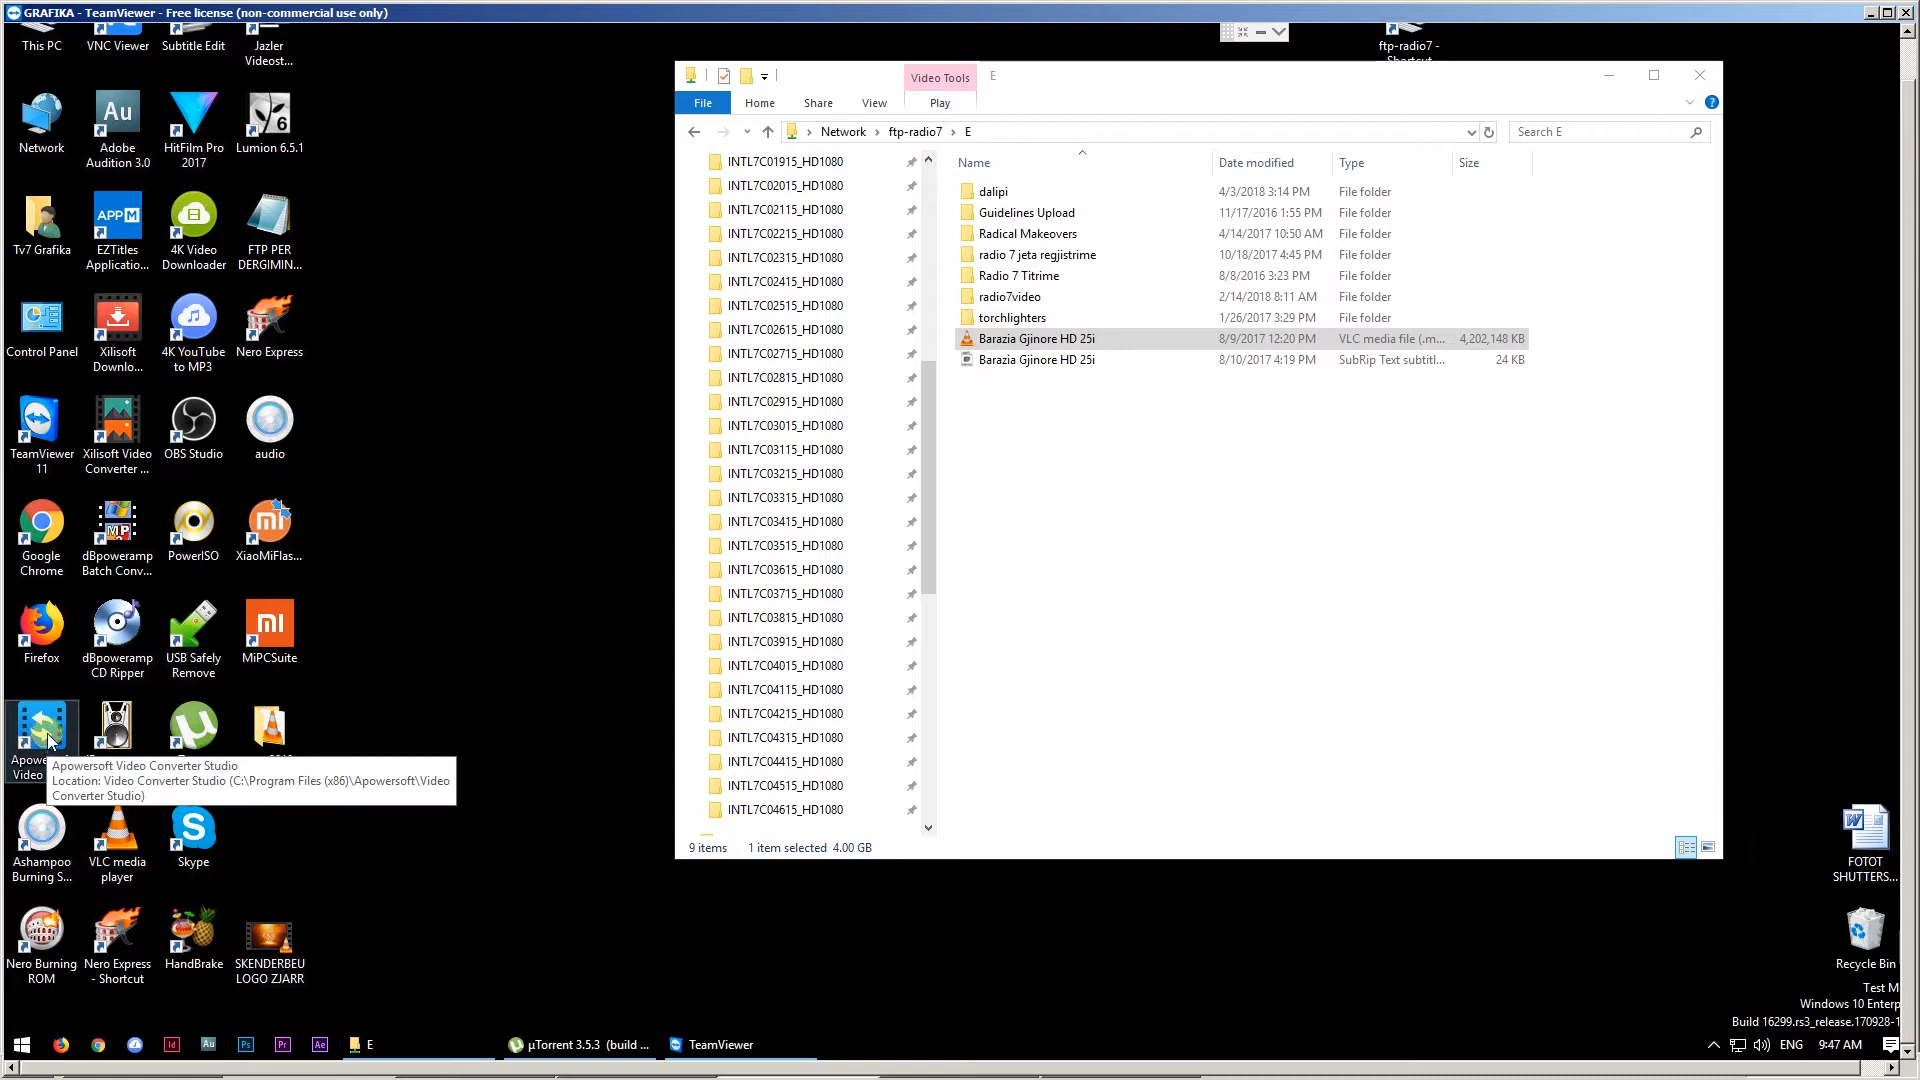 GRAFIKA - TeamViewer - Free license (non-commercial use only)
This PC
VNC Viewer
Subtitle Edit
Jazler
Videost...
ftp-radio7 -
Network
Au
Adobe
Audition 3.0
HitFilm Pro
2017
6
Lumion 6.5.1
Tv7 Grafika
APP M
EZTitles
Applicatio...
4K Video
Downloader
FTP PER
DERGIMIN...
Control Panel
Xilisoft
Downlo...
4K YouTube
to MP3
Nero Express
TeamViewer
11
Xilisoft Video
Converter ...
OBS Studio
audio
Google
Chrome
MP
dBpoweramp
Batch Conv...
PowerISO
mi
XiaoMiFlas...
Firefox
dBpoweramp
CD Ripper
USB Safely
Remove
mi
MiPCSuite
Apowersoft Video Converter Studio
Location: Video Converter Studio (C:\Program Files (x86)\Apowersoft\Video
Converter Studio)
Ashampoo
Burning S...
VLC media
player
Skype
Nero Burning
ROM
Nero Express
- Shortcut
HandBrake
SKENDERBEU
LOGO ZJARR
Video Tools
E
File
Home
Share
View
Play
Network
ftp-radio7
E
Search E
INTL7C01915_HD1080
INTL7C02015_HD1080
INTL7C02115_HD1080
INTL7C02215_HD1080
INTL7C02315_HD1080
INTL7C02415_HD1080
INTL7C02515_HD1080
INTL7C02615_HD1080
INTL7C02715_HD1080
INTL7C02815_HD1080
INTL7C02915_HD1080
INTL7C03015_HD1080
INTL7C03115_HD1080
INTL7C03215_HD1080
INTL7C03315_HD1080
INTL7C03415_HD1080
INTL7C03515_HD1080
INTL7C03615_HD1080
INTL7C03715_HD1080
INTL7C03815_HD1080
INTL7C03915_HD1080
INTL7C04015_HD1080
INTL7C04115_HD1080
INTL7C04215_HD1080
INTL7C04315_HD1080
INTL7C04415_HD1080
INTL7C04515_HD1080
INTL7C04615_HD1080
Name Date modified Type Size
dalipi 4/3/2018 3:14 PM File folder
Guidelines Upload 11/17/2016 1:55 PM File folder
Radical Makeovers 4/14/2017 10:50 AM File folder
radio 7 jeta regjistrime 10/18/2017 4:45 PM File folder
Radio 7 Titrime 8/8/2016 3:23 PM File folder
radio7video 2/14/2018 8:11 AM File folder
torchlighters 1/26/2017 3:29 PM File folder
Barazia Gjinore HD 25i 8/9/2017 12:20 PM VLC media file (.m... 4,202,148 KB
Barazia Gjinore HD 25i 8/10/2017 4:19 PM SubRip Text subtitl... 24 KB
9 items 1 item selected 4.00 GB
FOTOT
SHUTTERS...
Recycle Bin
Test M
Windows 10 Enterp
Build 16299.rs3_release.170928-1
Id
Au
Ps
Pr
Ae
E
µTorrent 3.5.3 (build ...
TeamViewer
ENG
9:47 AM